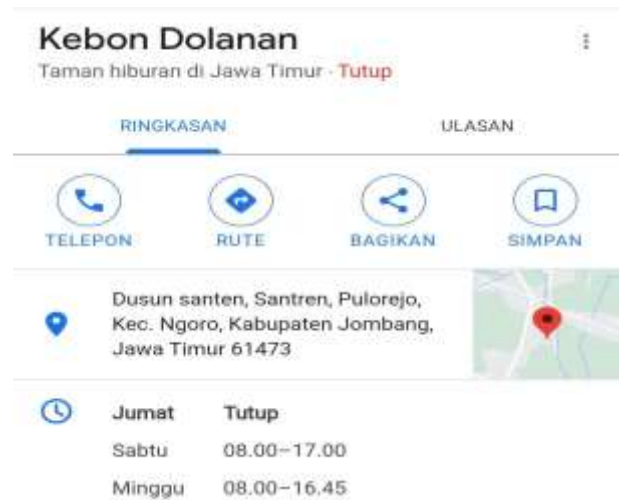 Kebon Dolanan
Taman hiburan di Jawa Timur · Tutup
RINGKASAN
ULASAN
TELEPON
RUTE
BAGIKAN
SIMPAN
Dusun santen, Santren, Pulorejo,
Kec. Ngoro, Kabupaten Jombang,
Jawa Timur 61473
Jumat Tutup
Sabtu 08.00–17.00
Minggu 08.00–16.45